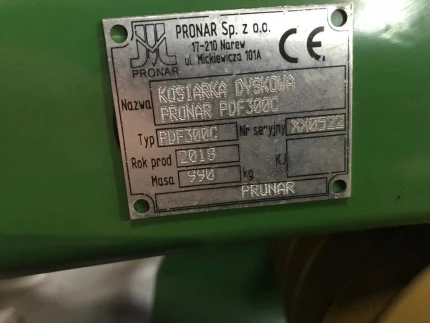 PRONAR Sp. z o.o.
17-210 Narew
ul. Mickiewicza 101A
CE
PRONAR
Nazwa KOSIARKA DYSKOWA
PRONAR PDF300C
Typ PDF300C Nr seryjny XX0522
Rok prod 2018 KJ
Masa 990 kg
PRONAR